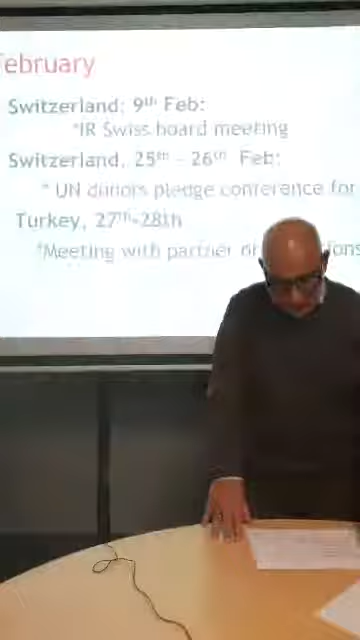 February
Switzerland; 9th Feb:
*IR Swiss board meeting
Switzerland, 25th - 26th Feb:
* UN donors pledge conference for
Turkey, 27th-28th
*Meeting with partner